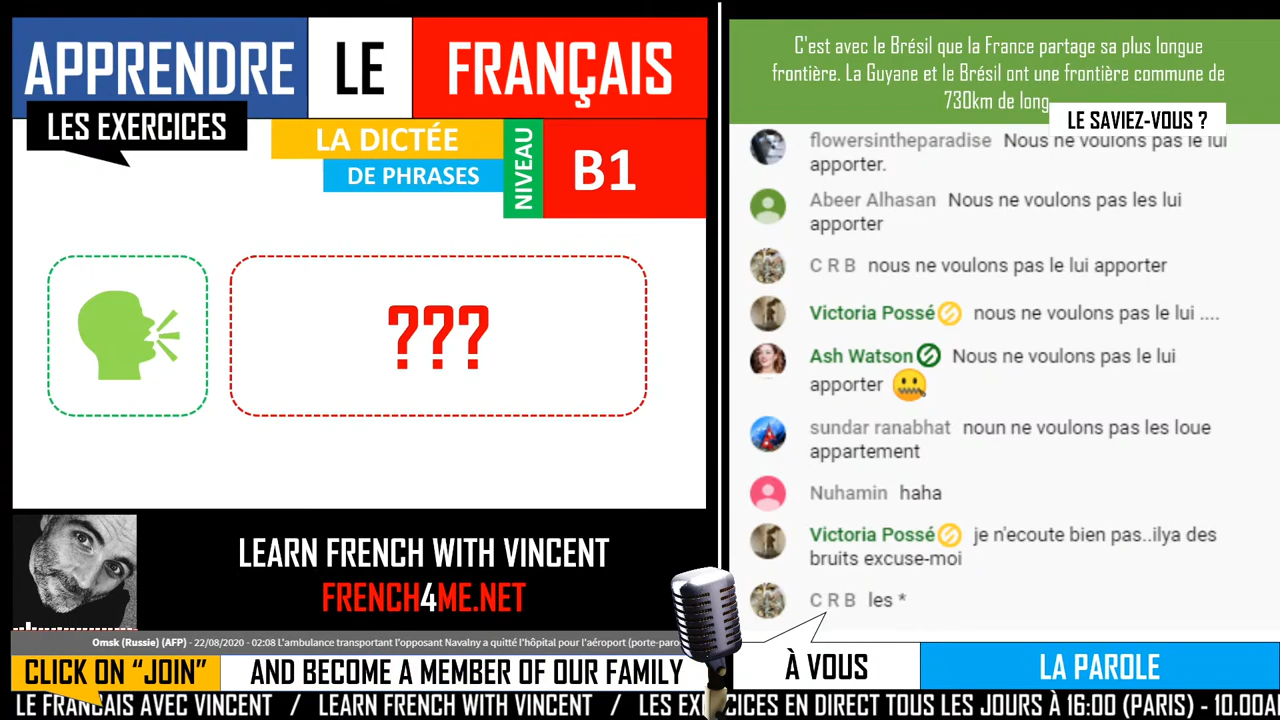 APPRENDRE LE FRANÇAIS
LES EXERCICES
LA DICTÉE
DE PHRASES
NIVEAU
B1
???
LEARN FRENCH WITH VINCENT
FRENCH4ME.NET
Omsk (Russie) (AFP) - 22/08/2020 - 02:08 L'ambulance transportant l'opposant Navalny a quitté l'hôpital pour l'aéroport (porte-paro
CLICK ON “JOIN” AND BECOME A MEMBER OF OUR FAMILY
C'est avec le Brésil que la France partage sa plus longue
frontière. La Guyane et le Brésil ont une frontière commune de
730km de long
LE SAVIEZ-VOUS ?
flowersintheparadise Nous ne voulons pas le lui
apporter.
Abeer Alhasan Nous ne voulons pas les lui
apporter
C R B nous ne voulons pas le lui apporter
Victoria Possé nous ne voulons pas le lui ....
Ash Watson Nous ne voulons pas le lui
apporter
sundar ranabhat noun ne voulons pas les loue
appartement
Nuhamin haha
Victoria Possé je n'ecoute bien pas..ilya des
bruits excuse-moi
C R B les *
À VOUS LA PAROLE
LE FRANÇAIS AVEC VINCENT / LEARN FRENCH WITH VINCENT / LES EX CICES EN DIRECT TOUS LES JOURS À 16:00 (PARIS) - 10.00A